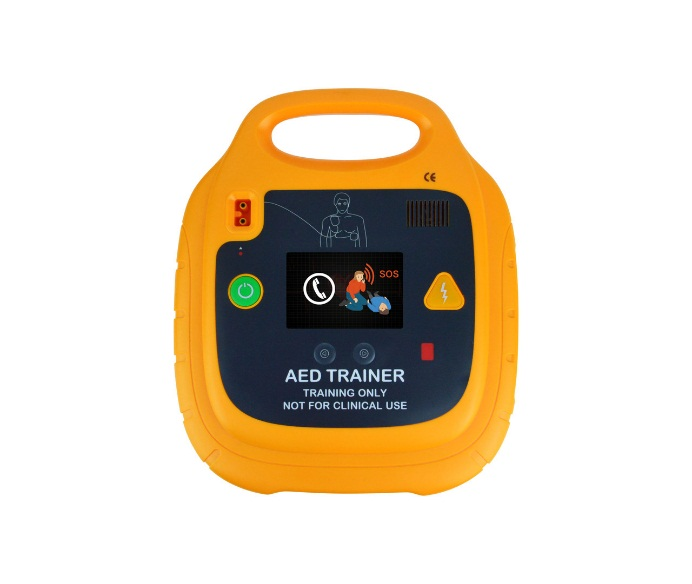 CE
SOS
AED TRAINER
TRAINING ONLY
NOT FOR CLINICAL USE